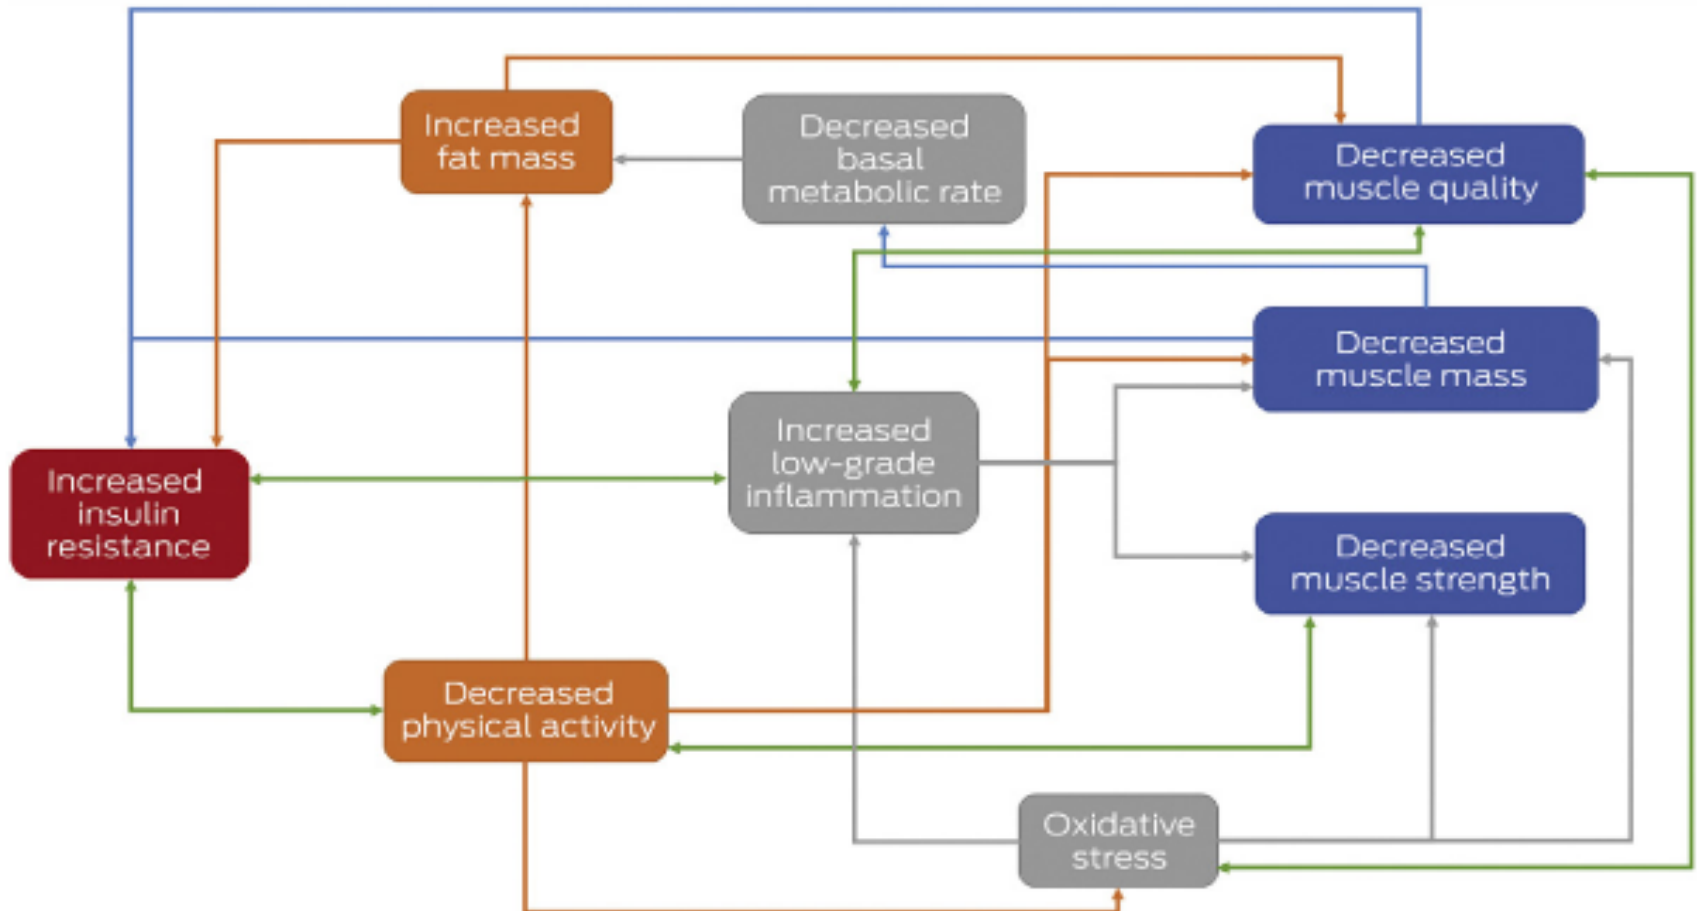 Increased
fat mass
Decreased
basal
metabolic rate
Decreased
muscle quality
Decreased
muscle mass
Increased
low-grade
inflammation
Increased
insulin
resistance
Decreased
muscle strength
Decreased
physical activity
Oxidative
stress